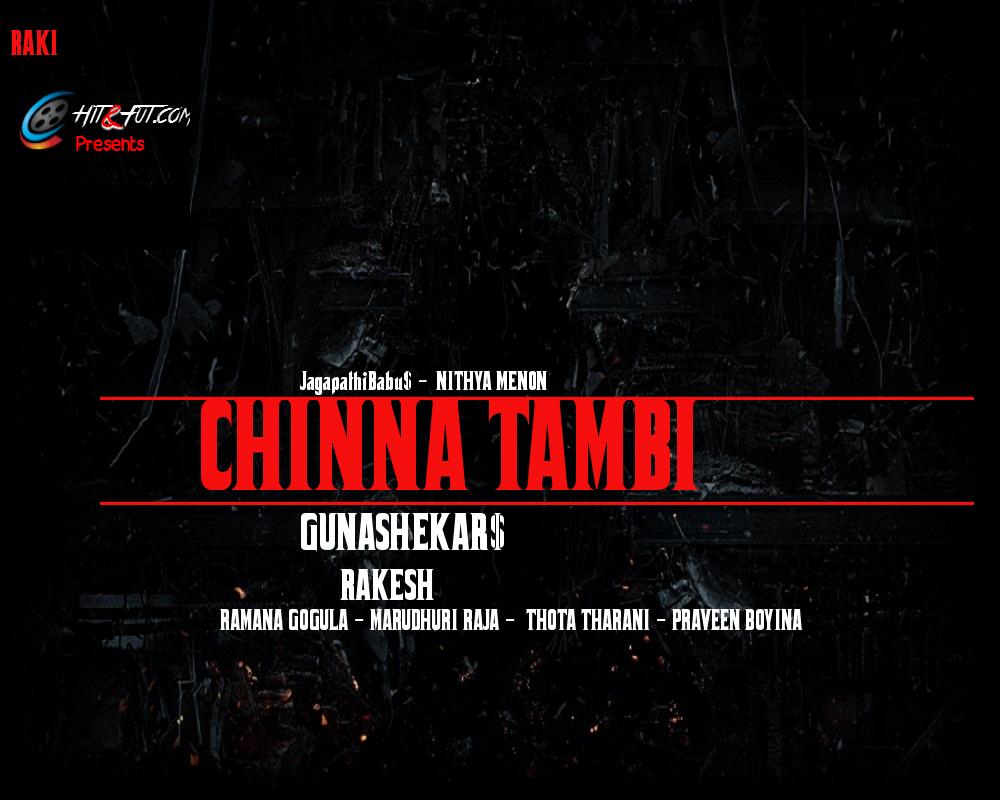 RAKI
HIT&FUT.COM
Presents
JagapathiBabu$ - NITHYA MENON
CHINNA TAMBI
GUNASHEKAR$
RAKESH
RAMANA GOGULA - MARUDHURI RAJA - THOTA THARANI - PRAVEEN BOYINA